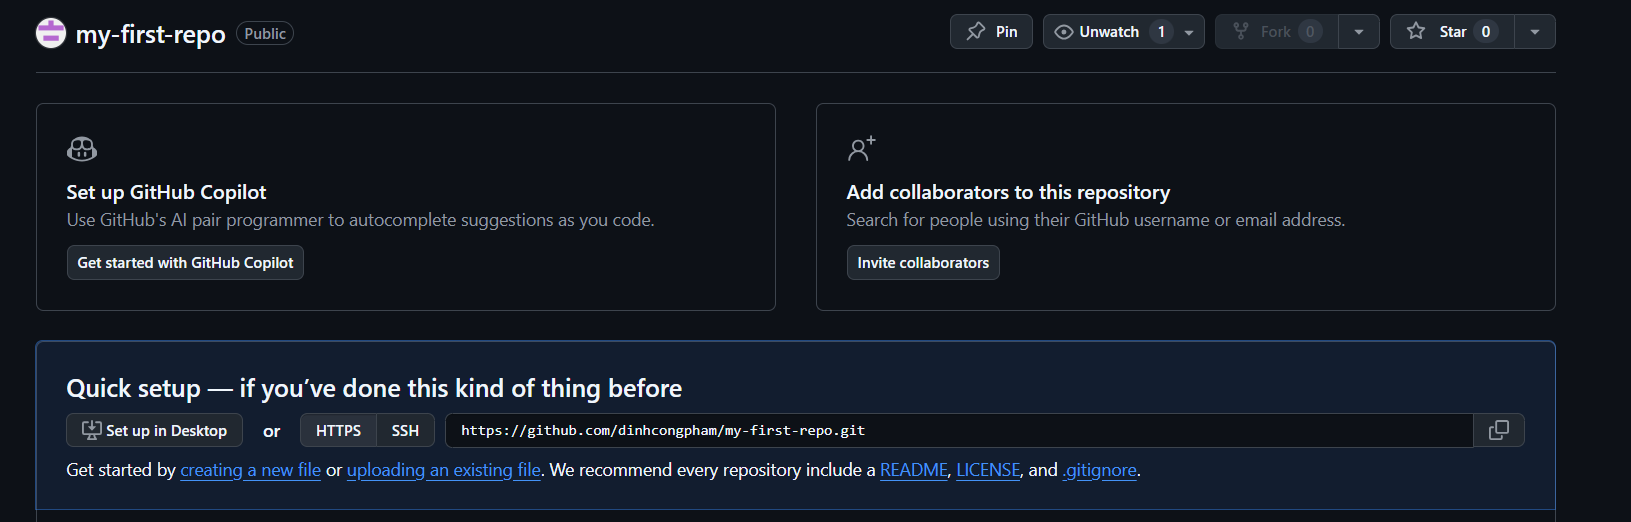 my-first-repo Public Pin Unwatch 1 Fork 0 Star 0
Set up GitHub Copilot
Use GitHub's AI pair programmer to autocomplete suggestions as you code.
Get started with GitHub Copilot
Add collaborators to this repository
Search for people using their GitHub username or email address.
Invite collaborators
Quick setup — if you’ve done this kind of thing before
Set up in Desktop or HTTPS SSH https://github.com/dinhcongpham/my-first-repo.git
Get started by creating a new file or uploading an existing file. We recommend every repository include a README, LICENSE, and .gitignore.